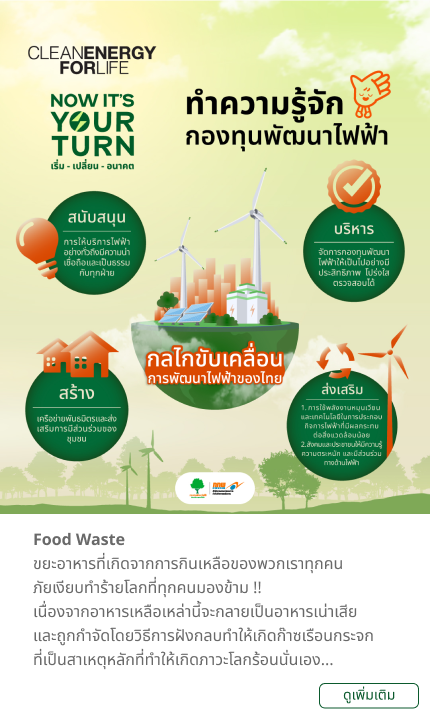 CLEANENERGY
FORLIFE
NOW IT'S
YOUR
TURN
เริ่ม - เปลี่ยน - อนาคต
ทำความรู้จัก
กองทุนพัฒนาไฟฟ้า
สนับสนุน
การให้บริการไฟฟ้า
อย่างทั่วถึงมีความน่า
เชื่อถือและเป็นธรรม
กับทุกฝ่าย
บริหาร
จัดการกองทุนพัฒนา
ไฟฟ้าให้เป็นไปอย่างมี
ประสิทธิภาพ โปร่งใส
ตรวจสอบได้
กลไกขับเคลื่อน
การพัฒนาไฟฟ้าของไทย
สร้าง
เครือข่ายพันธมิตรและส่ง
เสริมการมีส่วนร่วมของ
ชุมชน
ส่งเสริม
1. การใช้พลังงานหมุนเวียน
และเทคโนโลยีในการประกอบ
กิจการไฟฟ้าที่มีผลกระทบ
ต่อสิ่งแวดล้อมน้อย
2.สังคมและประชาชนให้มีความรู้
ความตระหนัก และมีส่วนร่วม
ทางด้านไฟฟ้า
Food Waste
ขยะอาหารที่เกิดจากการกินเหลือของพวกเราทุกคน
ภัยเงียบทำร้ายโลกที่ทุกคนมองข้าม !!
เนื่องจากอาหารเหลือเหล่านี้จะกลายเป็นอาหารเน่าเสีย
และถูกกำจัดโดยวิธีการฝังกลบทำให้เกิดก๊าซเรือนกระจก
ที่เป็นสาเหตุหลักที่ทำให้เกิดภาวะโลกร้อนนั่นเอง...
ดูเพิ่มเติม